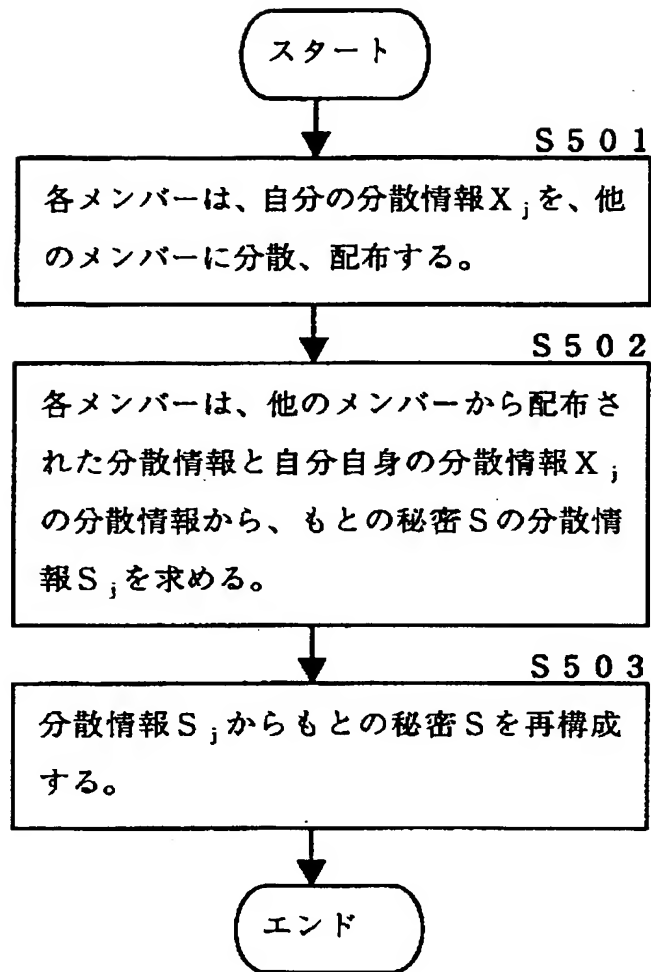 スタート
S501
各メンバーは、自分の分散情報Xjを、他
のメンバーに分散、配布する。
S502
各メンバーは、他のメンバーから配布さ
れた分散情報と自分自身の分散情報Xj
の分散情報から、もとの秘密Sの分散情
報Sjを求める。
S503
分散情報Sjからもとの秘密Sを再構成
する。
エンド